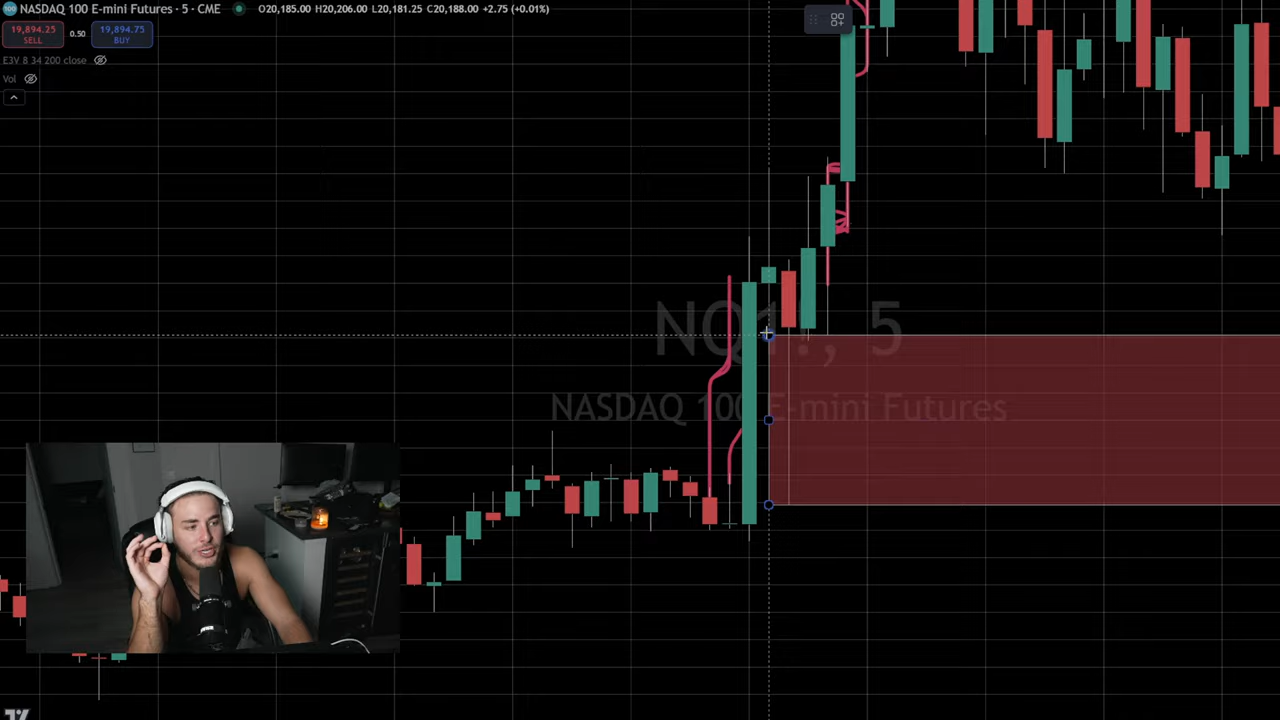 NASDAQ 100 E-mini Futures · 5 · CME O20,185.00 H20,206.00 L20,181.25 C20,188.00 +2.75 (+0.01%)
19,894.25 SELL 0.50 19,894.75 BUY
E3V 8 34 200 close
Vol
NQ1!, 5
NASDAQ 100 E-mini Futures